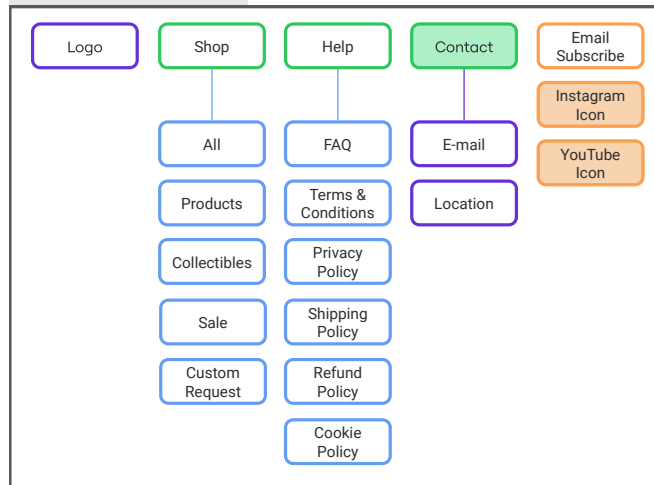 Logo
Shop
Help
Contact
Email
Subscribe
Instagram
Icon
YouTube
Icon
All
Products
Collectibles
Sale
Custom
Request
FAQ
Terms &
Conditions
Privacy
Policy
Shipping
Policy
Refund
Policy
Cookie
Policy
E-mail
Location